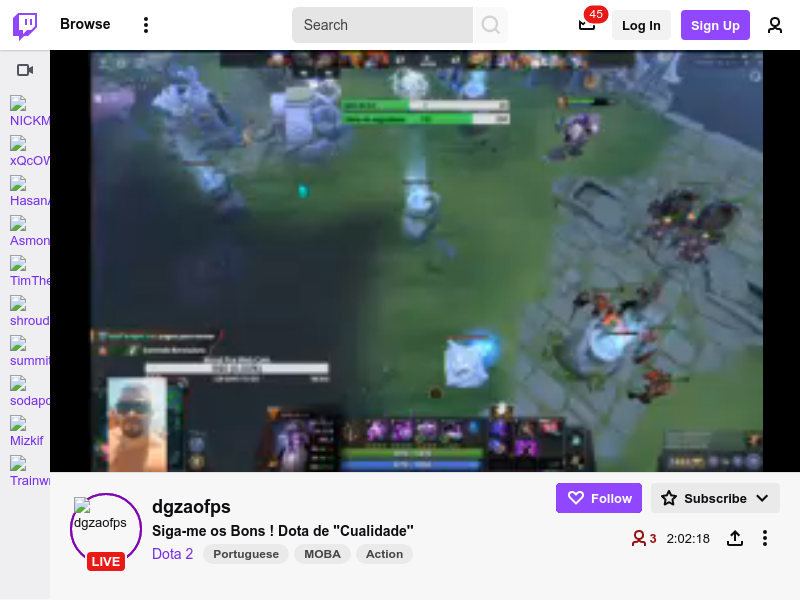 Browse
Search
45
Log In
Sign Up
NICKM
xQcOW
HasanA
Asmon
TimThe
shroud
summit
sodapo
Mizkif
Trainw
dgzaofps
LIVE
dgzaofps
Siga-me os Bons ! Dota de "Cualidade"
Dota 2
Portuguese
MOBA
Action
Follow
Subscribe
3
2:02:18